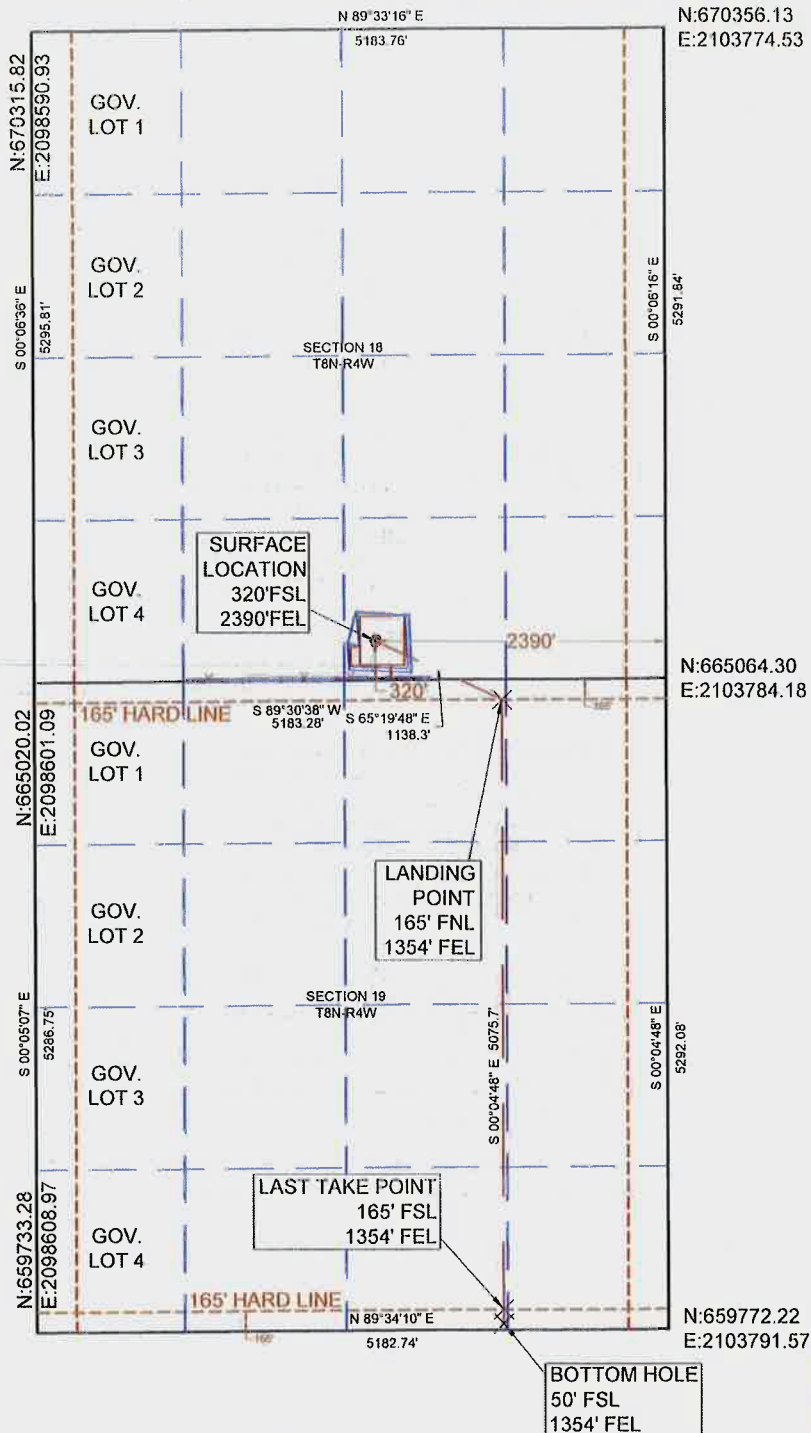 N 89°33'16" E
5183.76'
N:670356.13
E:2103774.53
N:670315.82
E:2098590.93
GOV.
LOT 1
GOV.
LOT 2
S 00°06'36" E
5295.81'
S 00°06'16" E
5291.84'
SECTION 18
T8N-R4W
GOV.
LOT 3
SURFACE
LOCATION
320'FSL
2390'FEL
GOV.
LOT 4
2390'
320'
N:665064.30
E:2103784.18
165' HARD LINE
S 89°30'38" W
5183.28'
S 65°19'48" E
1138.3'
165'
N:665020.02
E:2098601.09
GOV.
LOT 1
LANDING
POINT
165' FNL
1354' FEL
GOV.
LOT 2
SECTION 19
T8N-R4W
S 00°05'07" E
5286.75'
S 00°04'48" E 5075.7'
S 00°04'48" E
5292.08'
GOV.
LOT 3
LAST TAKE POINT
165' FSL
1354' FEL
N:659733.28
E:2098608.97
GOV.
LOT 4
165' HARD LINE
N 89°34'10" E
5182.74'
165'
N:659772.22
E:2103791.57
BOTTOM HOLE
50' FSL
1354' FEL